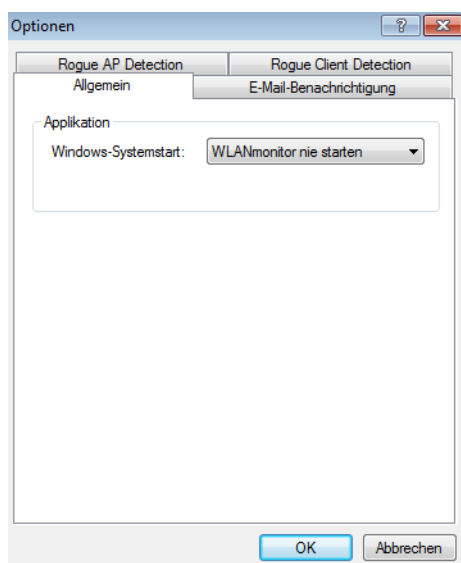 Optionen
Rogue AP Detection
Rogue Client Detection
Allgemein
E-Mail-Benachrichtigung
Applikation
Windows-Systemstart: WLANmonitor nie starten
OK
Abbrechen